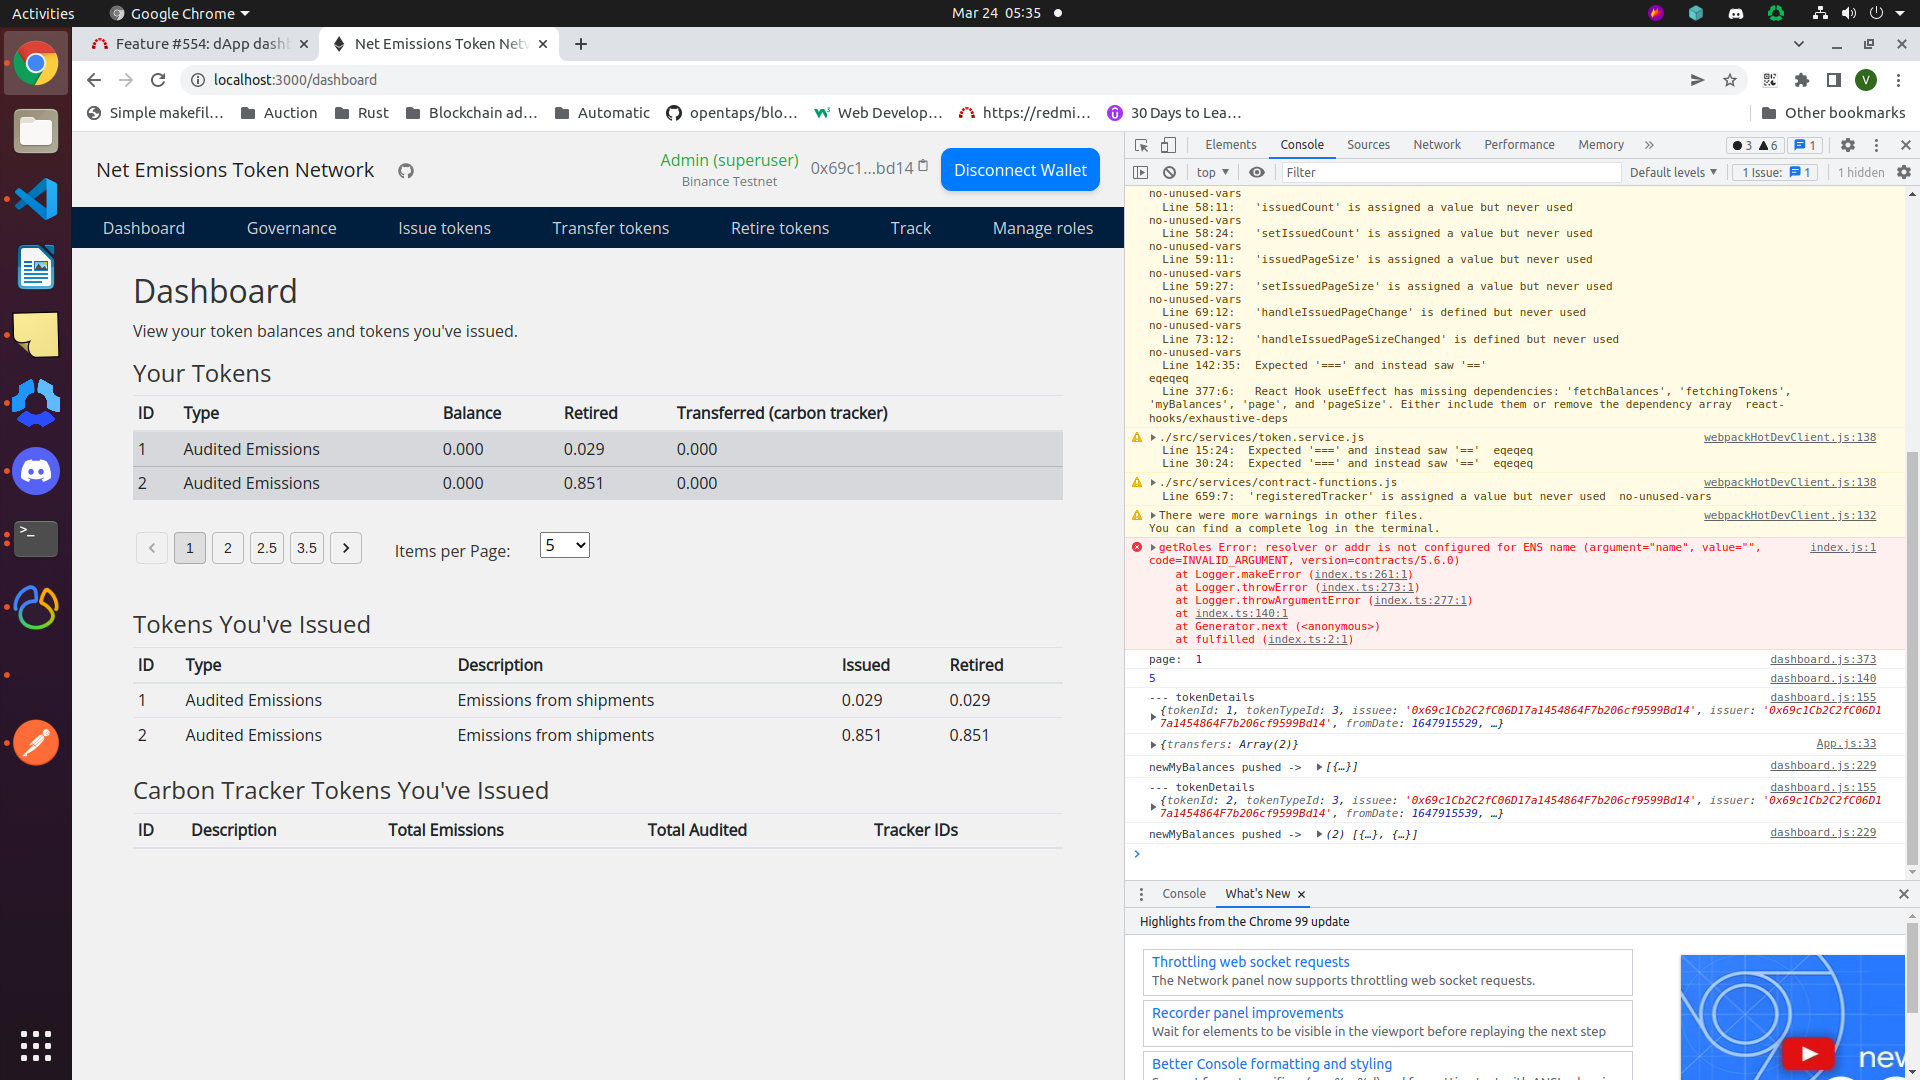 Activities
Google Chrome
Mar 24 05:35
Feature #554: dApp dashb
Net Emissions Token Netw
localhost:3000/dashboard
V
Simple makefil...
Auction
Rust
Blockchain ad...
Automatic
opentaps/blo...
Web Develop...
https://redmi...
30 Days to Lea...
Other bookmarks
Net Emissions Token Network
Admin (superuser)
Binance Testnet
0x69c1...bd14
Disconnect Wallet
Dashboard
Governance
Issue tokens
Transfer tokens
Retire tokens
Track
Manage roles
Dashboard
View your token balances and tokens you've issued.
Your Tokens
ID Type Balance Retired Transferred (carbon tracker)
1 Audited Emissions 0.000 0.029 0.000
2 Audited Emissions 0.000 0.851 0.000
1 2 2.5 3.5 Items per Page: 5
Tokens You've Issued
ID Type Description Issued Retired
1 Audited Emissions Emissions from shipments 0.029 0.029
2 Audited Emissions Emissions from shipments 0.851 0.851
Carbon Tracker Tokens You've Issued
ID Description Total Emissions Total Audited Tracker IDs
Elements Console Sources Network Performance Memory » 3 6 1
top Filter Default levels 1 Issue: 1 1 hidden
no-unused-vars
Line 58:11: 'issuedCount' is assigned a value but never used
no-unused-vars
Line 58:24: 'setIssuedCount' is assigned a value but never used
no-unused-vars
Line 59:11: 'issuedPageSize' is assigned a value but never used
no-unused-vars
Line 59:27: 'setIssuedPageSize' is assigned a value but never used
no-unused-vars
Line 69:12: 'handleIssuedPageChange' is defined but never used
no-unused-vars
Line 73:12: 'handleIssuedPageSizeChanged' is defined but never used
no-unused-vars
Line 142:35: Expected '===' and instead saw '=='
eqeqeq
Line 377:6: React Hook useEffect has missing dependencies: 'fetchBalances', 'fetchingTokens',
'myBalances', 'page', and 'pageSize'. Either include them or remove the dependency array react-
hooks/exhaustive-deps
./src/services/token.service.js webpackHotDevClient.js:138
Line 15:24: Expected '===' and instead saw '==' eqeqeq
Line 30:24: Expected '===' and instead saw '==' eqeqeq
./src/services/contract-functions.js webpackHotDevClient.js:138
Line 659:7: 'registeredTracker' is assigned a value but never used no-unused-vars
There were more warnings in other files. webpackHotDevClient.js:132
You can find a complete log in the terminal.
getRoles Error: resolver or addr is not configured for ENS name (argument="name", value="", index.js:1
code=INVALID_ARGUMENT, version=contracts/5.6.0)
at Logger.makeError (index.ts:261:1)
at Logger.throwError (index.ts:273:1)
at Logger.throwArgumentError (index.ts:277:1)
at index.ts:140:1
at Generator.next (<anonymous>)
at fulfilled (index.ts:2:1)
page: 1 dashboard.js:373
5 dashboard.js:140
--- tokenDetails dashboard.js:155
{tokenId: 1, tokenTypeId: 3, issuee: '0x69c1Cb2C2fC06D17a1454864F7b206cf9599Bd14', issuer: '0x69c1Cb2C2fC06D1
7a1454864F7b206cf9599Bd14', fromDate: 1647915529, …}
{transfers: Array(2)} App.js:33
newMyBalances pushed -> [{…}] dashboard.js:229
--- tokenDetails dashboard.js:155
{tokenId: 2, tokenTypeId: 3, issuee: '0x69c1Cb2C2fC06D17a1454864F7b206cf9599Bd14', issuer: '0x69c1Cb2C2fC06D1
7a1454864F7b206cf9599Bd14', fromDate: 1647915539, …}
newMyBalances pushed -> (2) [{…}, {…}] dashboard.js:229
Console What's New
Highlights from the Chrome 99 update
Throttling web socket requests
The Network panel now supports throttling web socket requests.
Recorder panel improvements
Wait for elements to be visible in the viewport before replaying the next step
Better Console formatting and styling
new